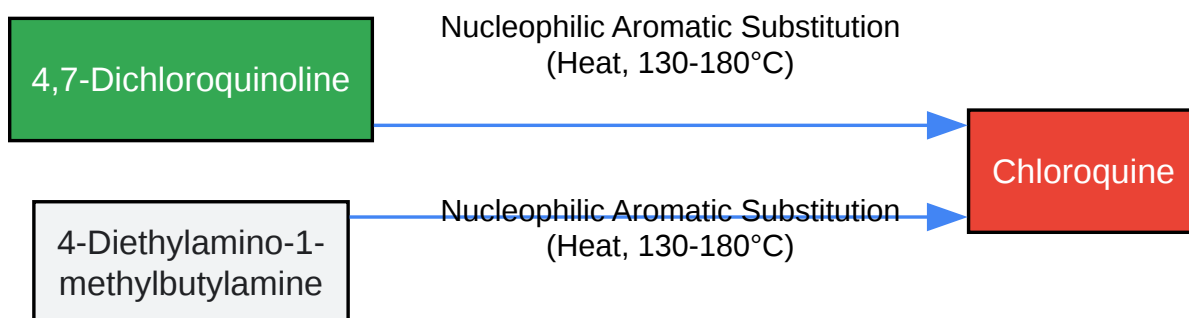 Nucleophilic Aromatic Substitution
(Heat, 130-180°C)
4,7-Dichloroquinoline
Chloroquine
Nucleophilic Aromatic Substitution
(Heat, 130-180°C)
4-Diethylamino-1-
methylbutylamine